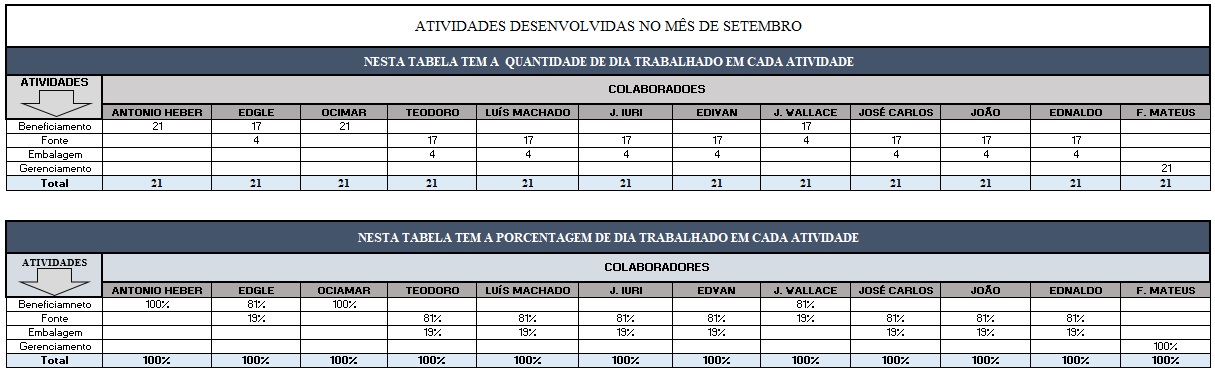 ATIVIDADES DESENVOLVIDAS NO MÊS DE SETEMBRO
NESTA TABELA TEM A QUANTIDADE DE DIA TRABALHADO EM CADA ATIVIDADE
ATIVIDADES COLABORADOES
ANTONIO HEBER EDGLE OCIMAR TEODORO LUÍS MACHADO J. IURI EDIVAN J. WALLACE JOSÉ CARLOS JOÃO EDNALDO F. MATEUS
Beneficiamento 21 17 21 17
Fonte 4 17 17 17 17 4 17 17 17
Embalagem 4 4 4 4 4 4 4
Gerenciamento 21
Total 21 21 21 21 21 21 21 21 21 21 21 21
NESTA TABELA TEM A PORCENTAGEM DE DIA TRABALHADO EM CADA ATIVIDADE
ATIVIDADES COLABORADORES
ANTONIO HEBER EDGLE OCIAMAR TEODORO LUÍS MACHADO J. IURI EDVAN J. WALLACE JOSÉ CARLOS JOÃO EDNALDO F. MATEUS
Beneficiamneto 100% 81% 100% 81%
Fonte 19% 81% 81% 81% 81% 19% 81% 81% 81%
Embalagem 19% 19% 19% 19% 19% 19% 19%
Gerenciamento 100%
Total 100% 100% 100% 100% 100% 100% 100% 100% 100% 100% 100% 100%